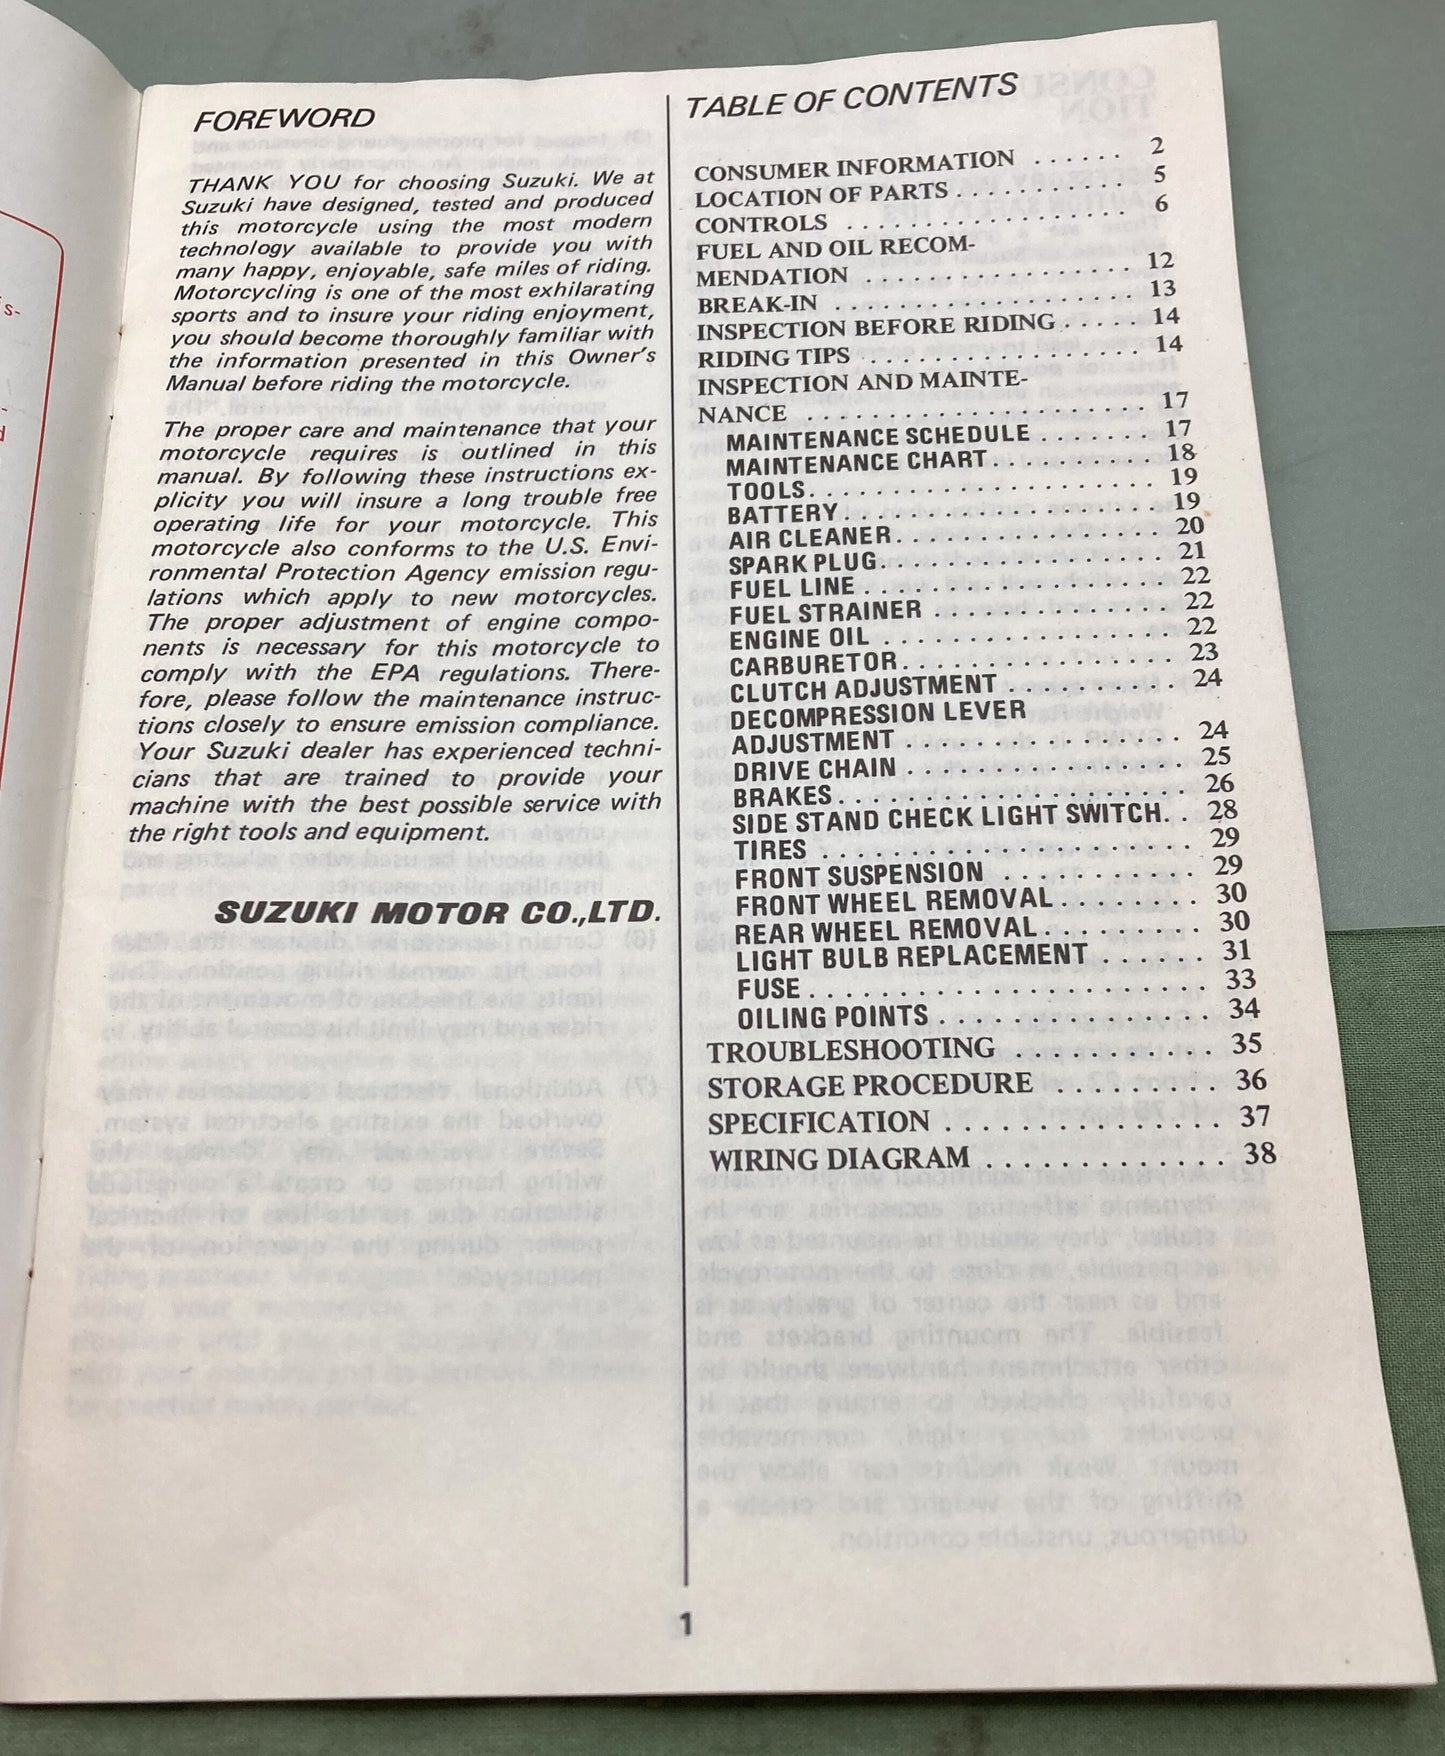 FOREWORD
THANK YOU for choosing Suzuki. We at
Suzuki have designed, tested and produced
this motorcycle using the most modern
technology available to provide you with
many happy, enjoyable, safe miles of riding.
Motorcycling is one of the most exhilarating
sports and to insure your riding enjoyment,
you should become thoroughly familiar with
the information presented in this Owner's
Manual before riding the motorcycle.
The proper care and maintenance that your
motorcycle requires is outlined in this
manual. By following these instructions ex-
plicity you will insure a long trouble free
operating life for your motorcycle. This
motorcycle also conforms to the U.S. Envi-
ronmental Protection Agency emission regu-
lations which apply to new motorcycles.
The proper adjustment of engine compo-
nents is necessary for this motorcycle to
comply with the EPA regulations. There-
fore, please follow the maintenance instruc-
tions closely to ensure emission compliance.
Your Suzuki dealer has experienced techni-
cians that are trained to provide your
machine with the best possible service with
the right tools and equipment.
SUZUKI MOTOR CO.,LTD.
TABLE OF CONTENTS
CONSUMER INFORMATION . . . . . . 2
LOCATION OF PARTS . . . . . . . . . . . 5
CONTROLS . . . . . . . . . . . . . . . . . 6
FUEL AND OIL RECOM-
MENDATION . . . . . . . . . . . . . . . . 12
BREAK-IN . . . . . . . . . . . . . . . . . . 13
INSPECTION BEFORE RIDING . . . . . 14
RIDING TIPS . . . . . . . . . . . . . . . . 14
INSPECTION AND MAINTE-
NANCE . . . . . . . . . . . . . . . . . . . 17
MAINTENANCE SCHEDULE . . . . . . . 17
MAINTENANCE CHART . . . . . . . . . . 18
TOOLS . . . . . . . . . . . . . . . . . . . . 19
BATTERY . . . . . . . . . . . . . . . . . . 19
AIR CLEANER . . . . . . . . . . . . . . . 20
SPARK PLUG . . . . . . . . . . . . . . . . 21
FUEL LINE . . . . . . . . . . . . . . . . . 22
FUEL STRAINER . . . . . . . . . . . . . 22
ENGINE OIL . . . . . . . . . . . . . . . . 22
CARBURETOR . . . . . . . . . . . . . . . 23
CLUTCH ADJUSTMENT . . . . . . . . . . 24
DECOMPRESSION LEVER
ADJUSTMENT . . . . . . . . . . . . . . . 24
DRIVE CHAIN . . . . . . . . . . . . . . . 25
BRAKES . . . . . . . . . . . . . . . . . . . 26
SIDE STAND CHECK LIGHT SWITCH . . 28
TIRES . . . . . . . . . . . . . . . . . . . . 29
FRONT SUSPENSION . . . . . . . . . . . 29
FRONT WHEEL REMOVAL . . . . . . . . 30
REAR WHEEL REMOVAL . . . . . . . . . 30
LIGHT BULB REPLACEMENT . . . . . . 31
FUSE . . . . . . . . . . . . . . . . . . . . . 33
OILING POINTS . . . . . . . . . . . . . . 34
TROUBLESHOOTING . . . . . . . . . . . 35
STORAGE PROCEDURE . . . . . . . . . 36
SPECIFICATION . . . . . . . . . . . . . . 37
WIRING DIAGRAM . . . . . . . . . . . . 38
1